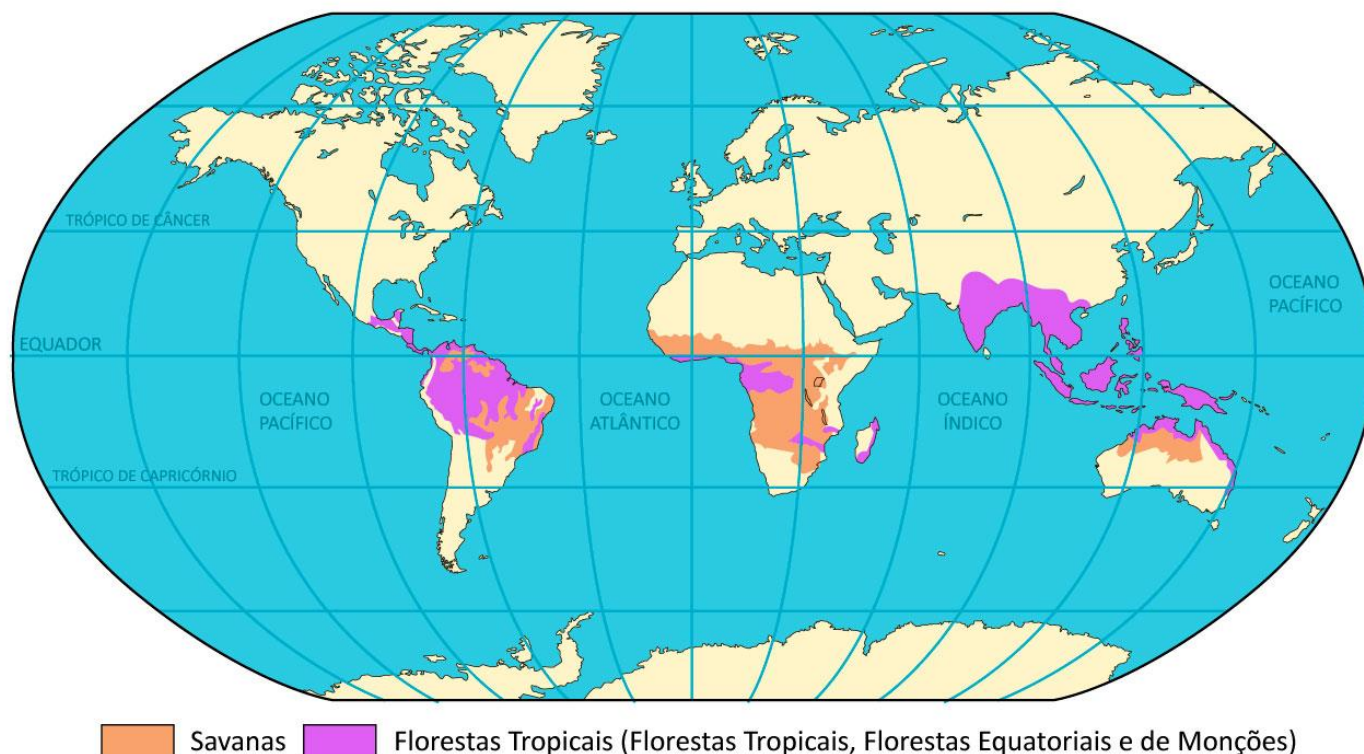 TRÓPICO DE CÂNCER
OCEANO
PACÍFICO
EQUADOR
OCEANO
PACÍFICO
OCEANO
ATLÂNTICO
OCEANO
ÍNDICO
TRÓPICO DE CAPRICÓRNIO
Savanas
Florestas Tropicais (Florestas Tropicais, Florestas Equatoriais e de Monções)